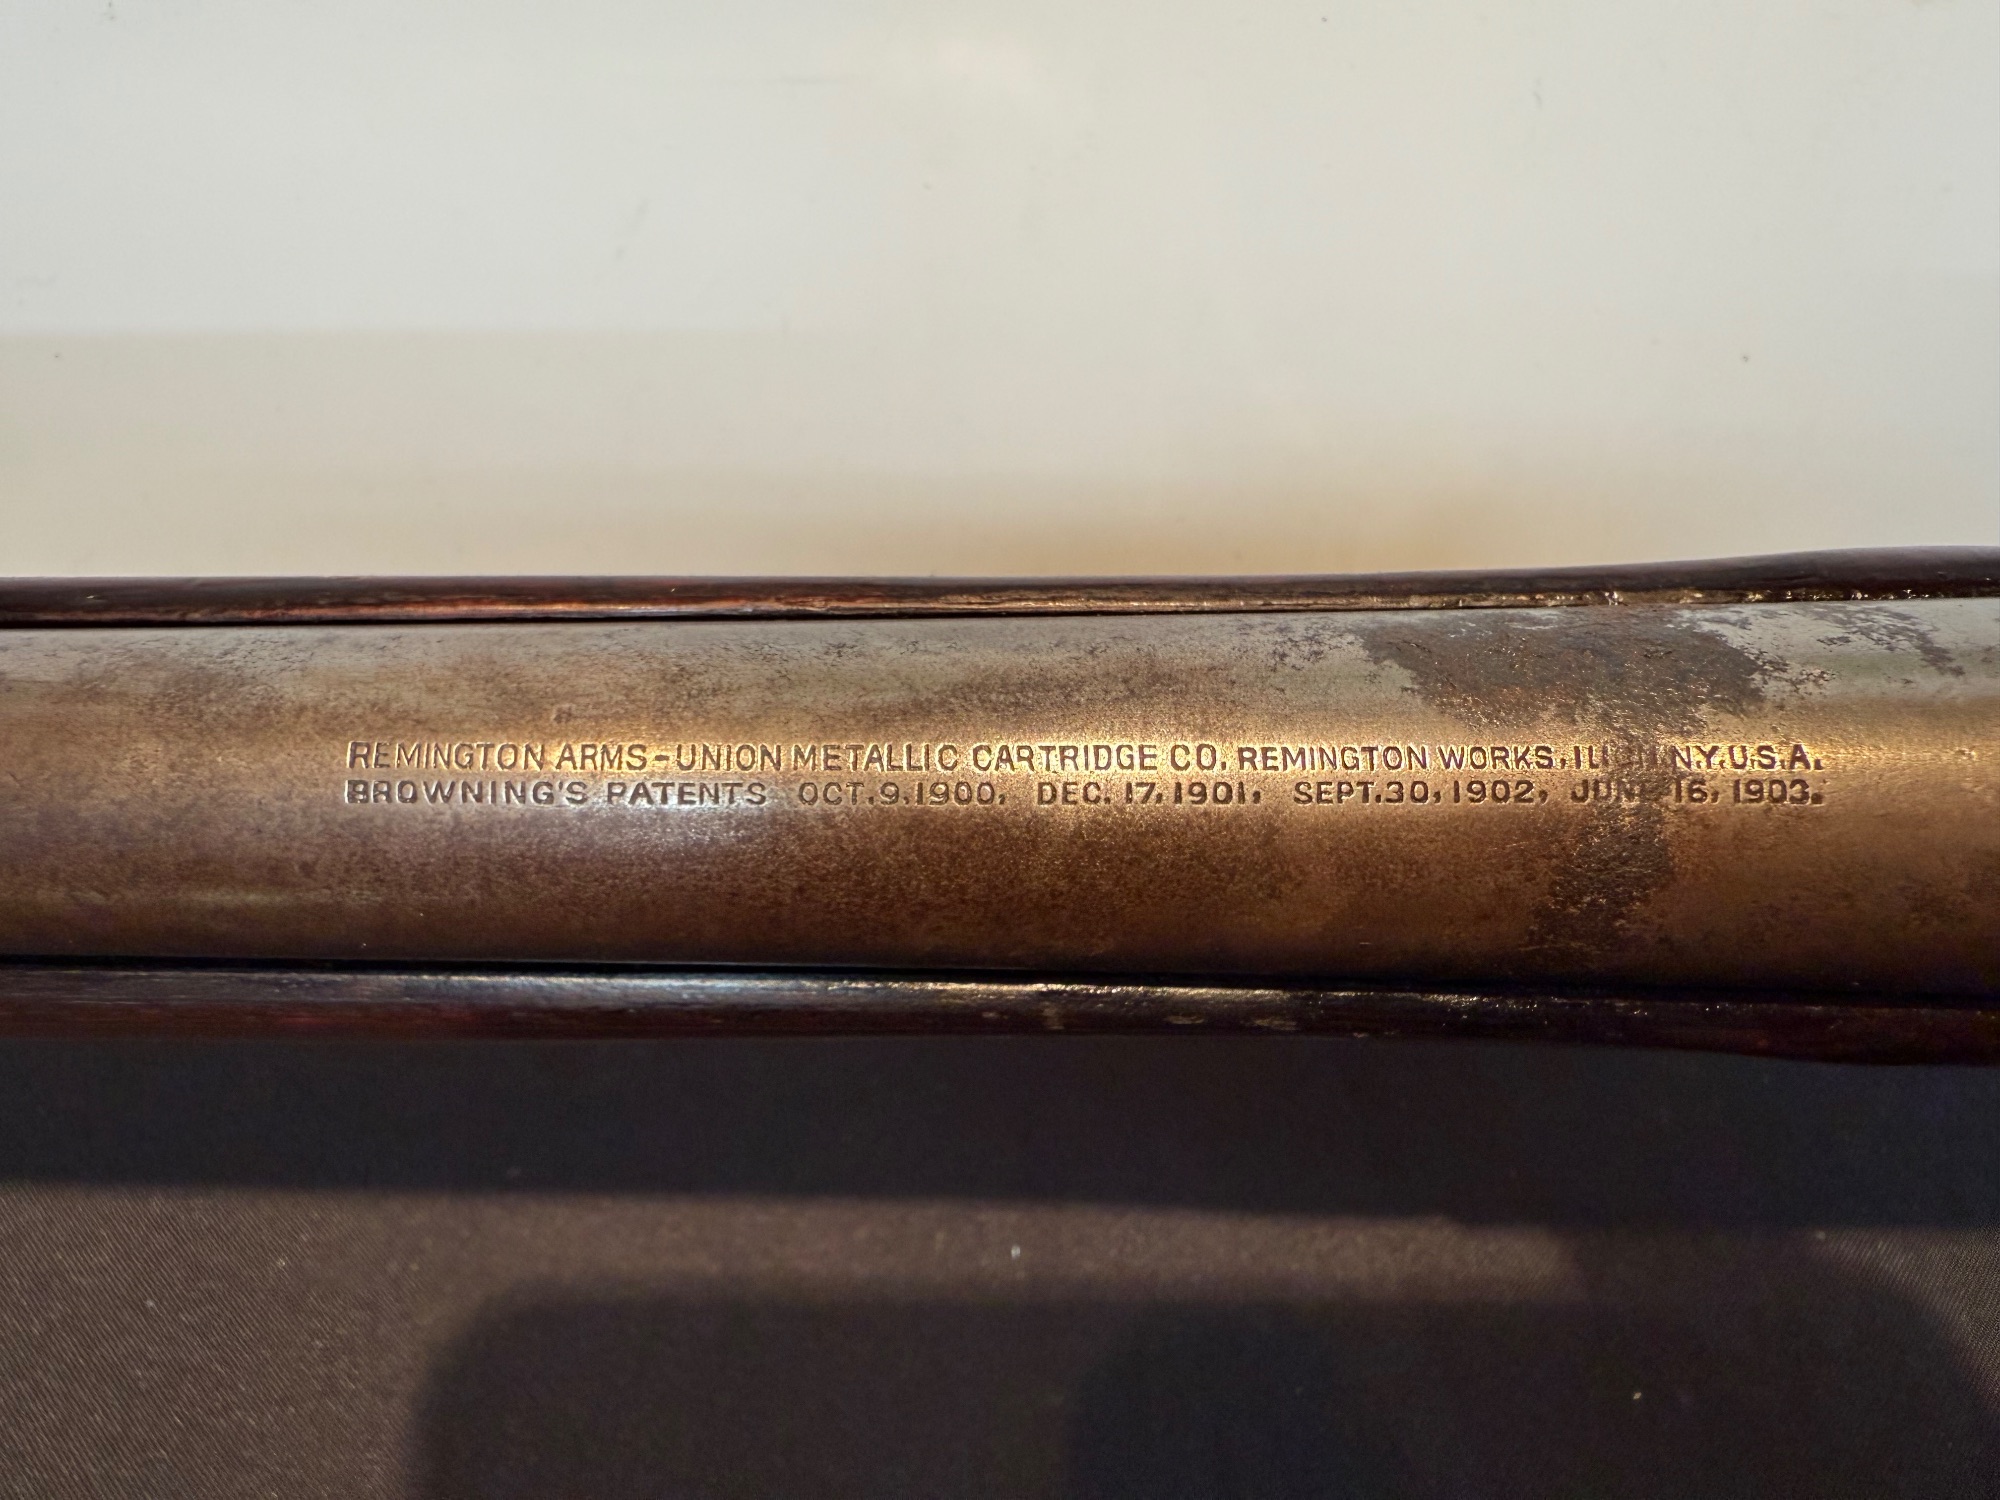 REMINGTON ARMS-UNION METALLIC CARTRIDGE CO. REMINGTON WORKS, N.Y. U.S.A.
BROWNING'S PATENTS OCT. 9, 1900, DEC. 17, 1901, SEPT. 30, 1902, JUNE 16, 1903.